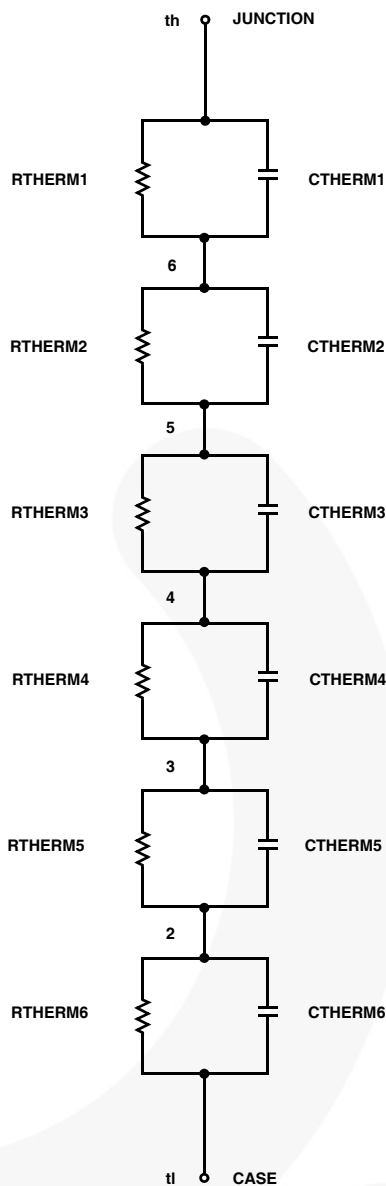 th JUNCTION
RTHERM1 CTHERM1
6
RTHERM2 CTHERM2
5
RTHERM3 CTHERM3
4
RTHERM4 CTHERM4
3
RTHERM5 CTHERM5
2
RTHERM6 CTHERM6
tl CASE